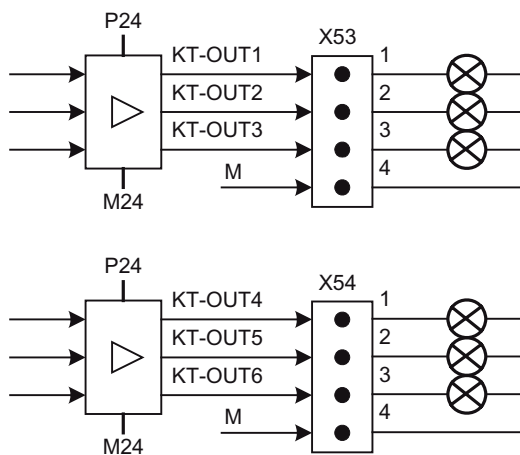 P24
X53
KT-OUT1 1
KT-OUT2 2
KT-OUT3 3
M 4
M24
P24
X54
KT-OUT4 1
KT-OUT5 2
KT-OUT6 3
M 4
M24